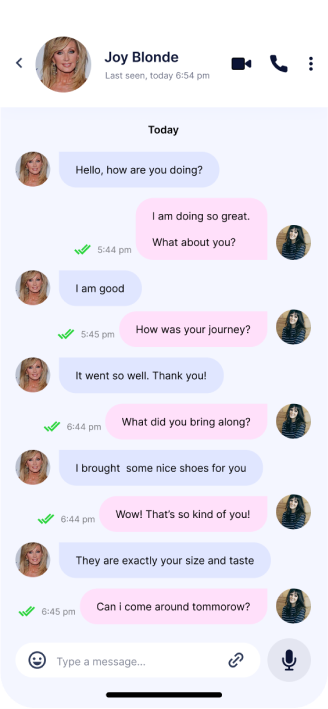 Joy Blonde
Last seen, today 6:54 pm
Today
Hello, how are you doing?
I am doing so great.
What about you?
5:44 pm
I am good
How was your journey?
5:45 pm
It went so well. Thank you!
What did you bring along?
6:44 pm
I brought some nice shoes for you
Wow! That's so kind of you!
6:44 pm
They are exactly your size and taste
Can i come around tommorow?
6:45 pm
Type a message...